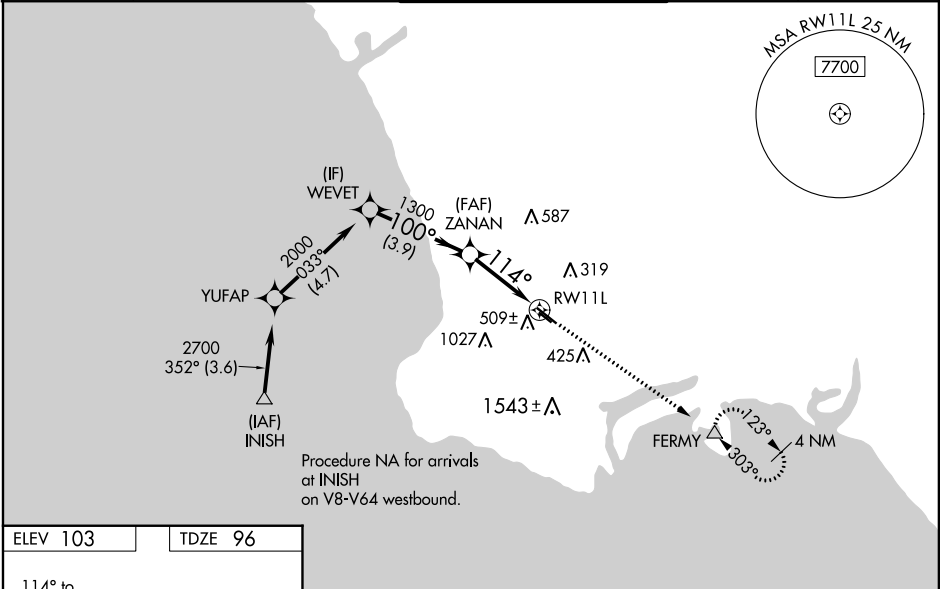 MSA RW11L 25 NM
7700
(IF)
WEVET
1300
100°
(3.9)
(FAF)
ZANAN
587
2000
033°
(4.7)
114°
319
YUFAP
RW11L
509±
1027
425
2700
352° (3.6)
1543±
(IAF)
INISH
FERMY
123°
303°
4 NM
Procedure NA for arrivals
at INISH
on V8-V64 westbound.
ELEV 103
TDZE 96
114° to